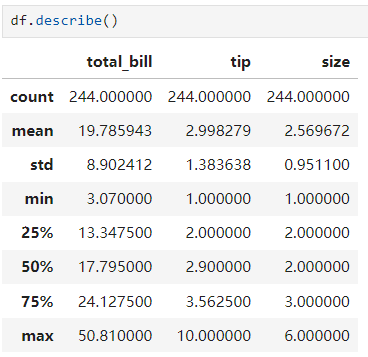 df.describe()
total_bill tip size
count 244.000000 244.000000 244.000000
mean 19.785943 2.998279 2.569672
std 8.902412 1.383638 0.951100
min 3.070000 1.000000 1.000000
25% 13.347500 2.000000 2.000000
50% 17.795000 2.900000 2.000000
75% 24.127500 3.562500 3.000000
max 50.810000 10.000000 6.000000